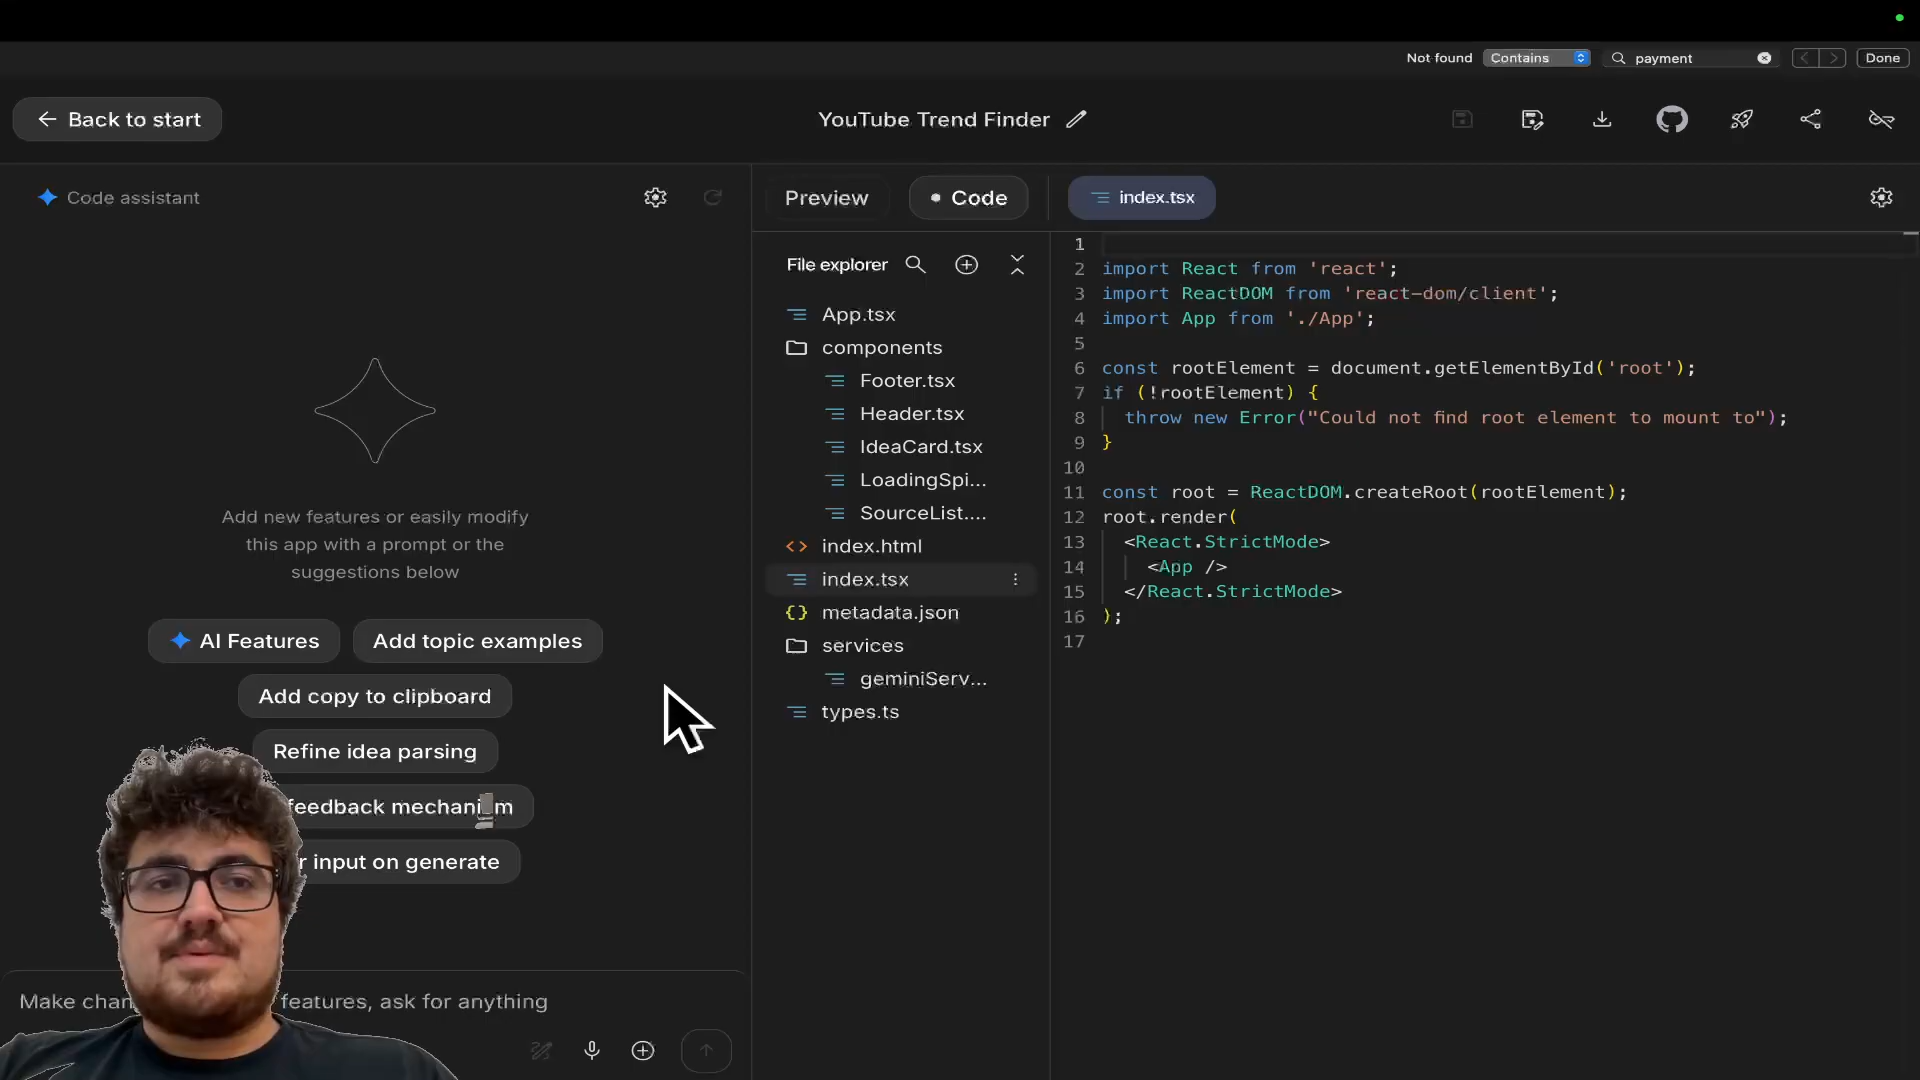 Not found Contains payment Done
Back to start
YouTube Trend Finder
Code assistant
Preview
Code
index.tsx
File explorer
App.tsx
components
Footer.tsx
Header.tsx
IdeaCard.tsx
LoadingSpi...
SourceList....
index.html
index.tsx
metadata.json
services
geminiServ...
types.ts
1
2 import React from 'react';
3 import ReactDOM from 'react-dom/client';
4 import App from './App';
5
6 const rootElement = document.getElementById('root');
7 if (!rootElement) {
8 throw new Error("Could not find root element to mount to");
9 }
10
11 const root = ReactDOM.createRoot(rootElement);
12 root.render(
13 <React.StrictMode>
14 <App />
15 </React.StrictMode>
16 );
17
Add new features or easily modify
this app with a prompt or the
suggestions below
AI Features
Add topic examples
Add copy to clipboard
Refine idea parsing
feedback mechanism
input on generate
Make features, ask for anything